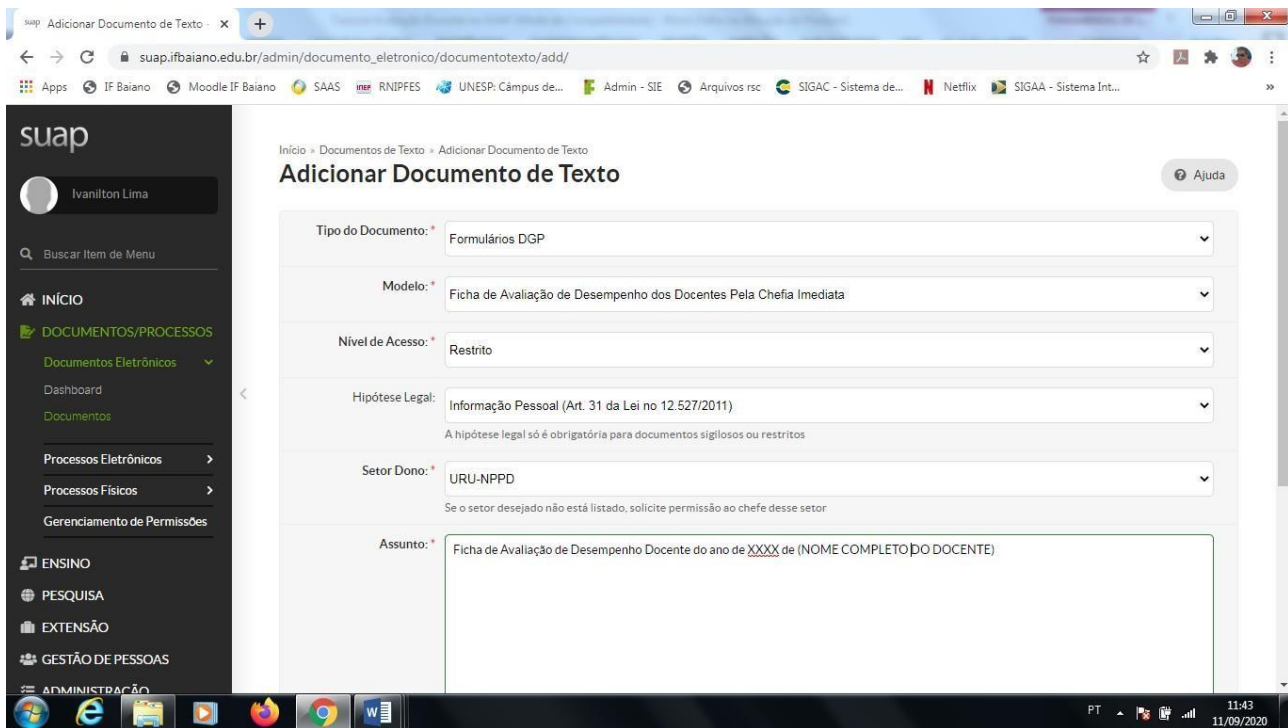 suap Adicionar Documento de Texto
suap.ifbaiano.edu.br/admin/documento_eletronico/documentotexto/add/
Apps IF Baiano Moodle IF Baiano SAAS RNIPFES UNESP: Câmpus de... Admin - SIE Arquivos rsc SIGAC - Sistema de... Netflix SIGAA - Sistema Int... »
suap
Ivanilton Lima
Buscar Item de Menu
INÍCIO
DOCUMENTOS/PROCESSOS
Documentos Eletrônicos
Dashboard
Documentos
Processos Eletrônicos
Processos Físicos
Gerenciamento de Permissões
ENSINO
PESQUISA
EXTENSÃO
GESTÃO DE PESSOAS
ADMINISTRAÇÃO
Início » Documentos de Texto » Adicionar Documento de Texto
Adicionar Documento de Texto
Ajuda
Tipo do Documento: * Formulários DGP
Modelo: * Ficha de Avaliação de Desempenho dos Docentes Pela Chefia Imediata
Nível de Acesso: * Restrito
Hipótese Legal: Informação Pessoal (Art. 31 da Lei no 12.527/2011)
A hipótese legal só é obrigatória para documentos sigilosos ou restritos
Setor Dono: * URU-NPPD
Se o setor desejado não está listado, solicite permissão ao chefe desse setor
Assunto: * Ficha de Avaliação de Desempenho Docente do ano de XXXX de (NOME COMPLETO DO DOCENTE)
PT 11:43
11/09/2020